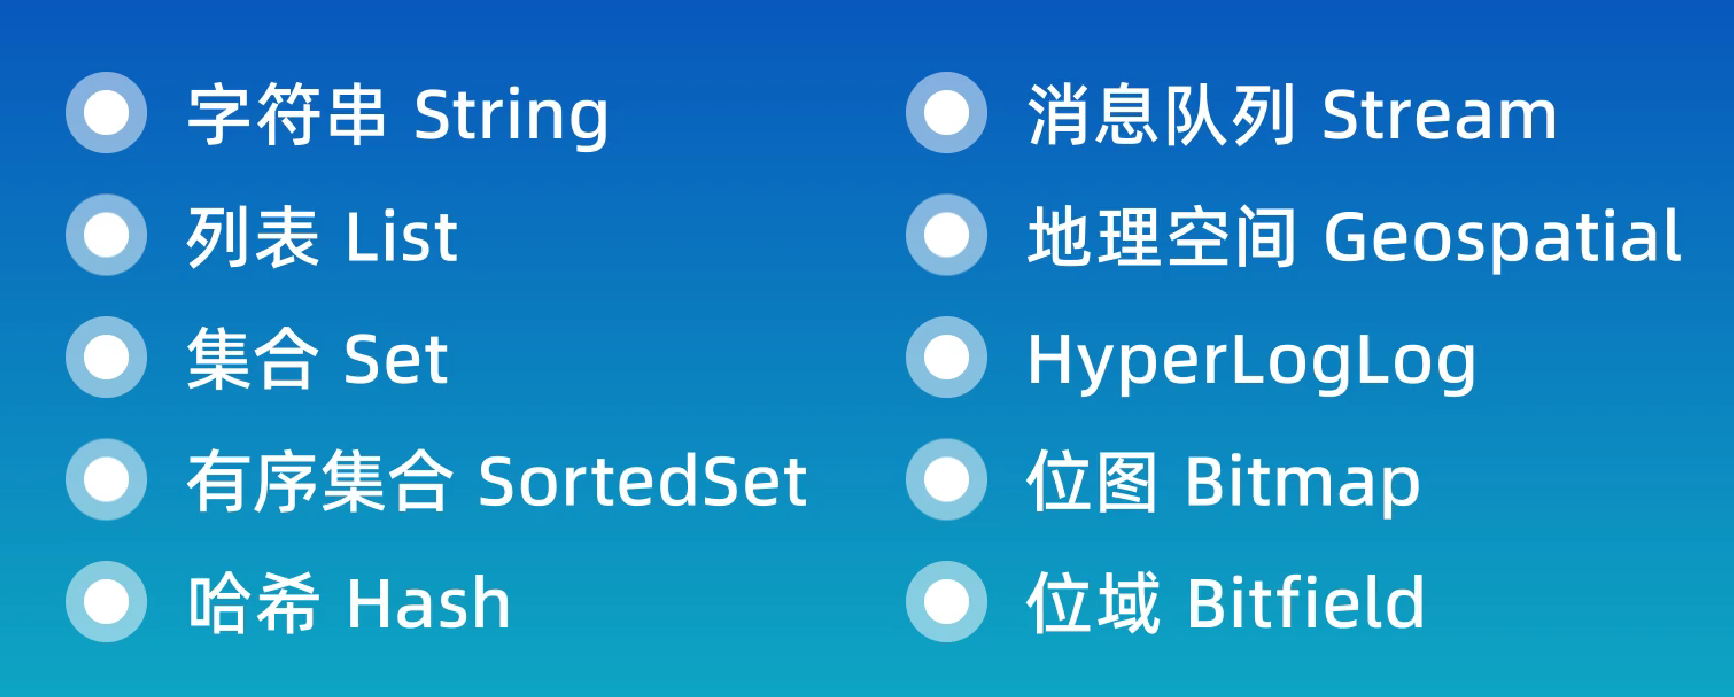 字符串 String
列表 List
集合 Set
有序集合 SortedSet
哈希 Hash
消息队列 Stream
地理空间 Geospatial
HyperLogLog
位图 Bitmap
位域 Bitfield